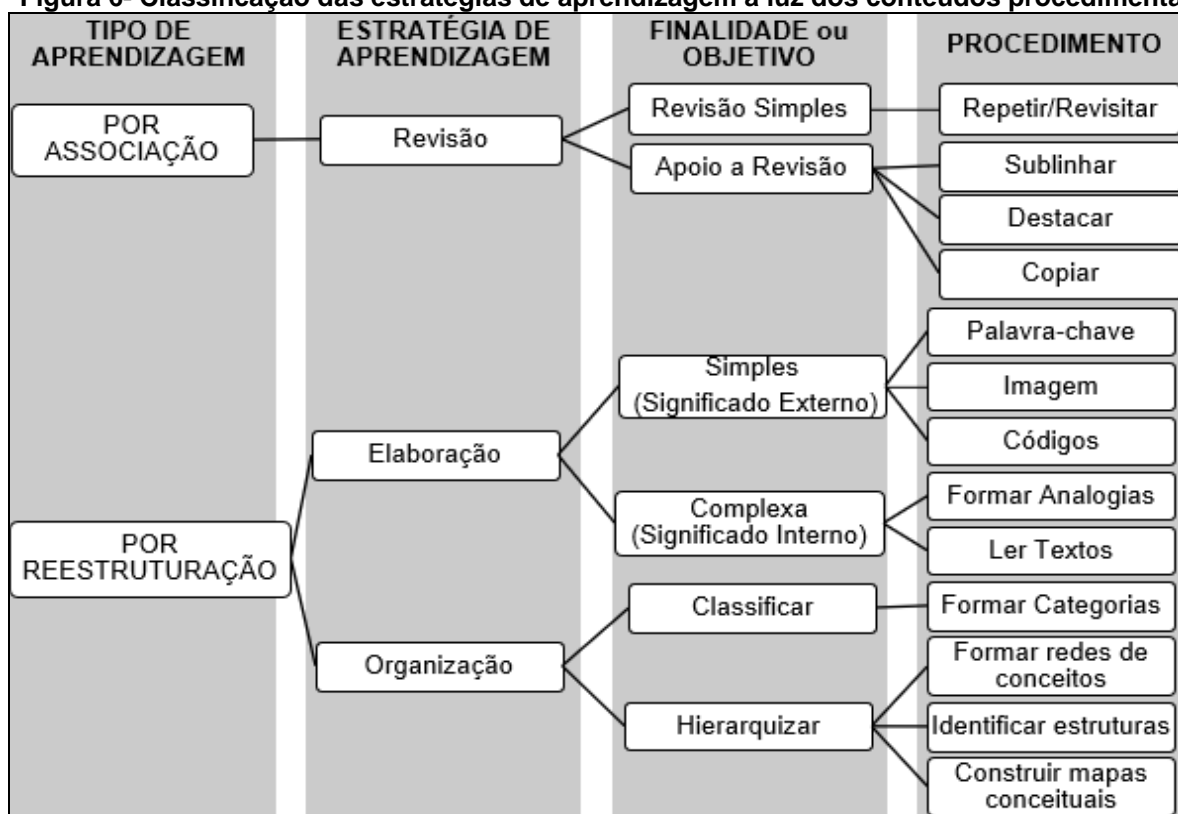 Figura 6- Classificação das estratégias de aprendizagem à luz dos conteúdos procedimenta
TIPO DE
APRENDIZAGEM
ESTRATÉGIA DE
APRENDIZAGEM
FINALIDADE ou
OBJETIVO
PROCEDIMENTO
POR
ASSOCIAÇÃO
Revisão
Revisão Simples
Repetir/Revisitar
Apoio a Revisão
Sublinhar
Destacar
Copiar
POR
REESTRUTURAÇÃO
Elaboração
Simples
(Significado Externo)
Palavra-chave
Imagem
Códigos
Complexa
(Significado Interno)
Formar Analogias
Ler Textos
Organização
Classificar
Formar Categorias
Hierarquizar
Formar redes de
conceitos
Identificar estruturas
Construir mapas
conceituais